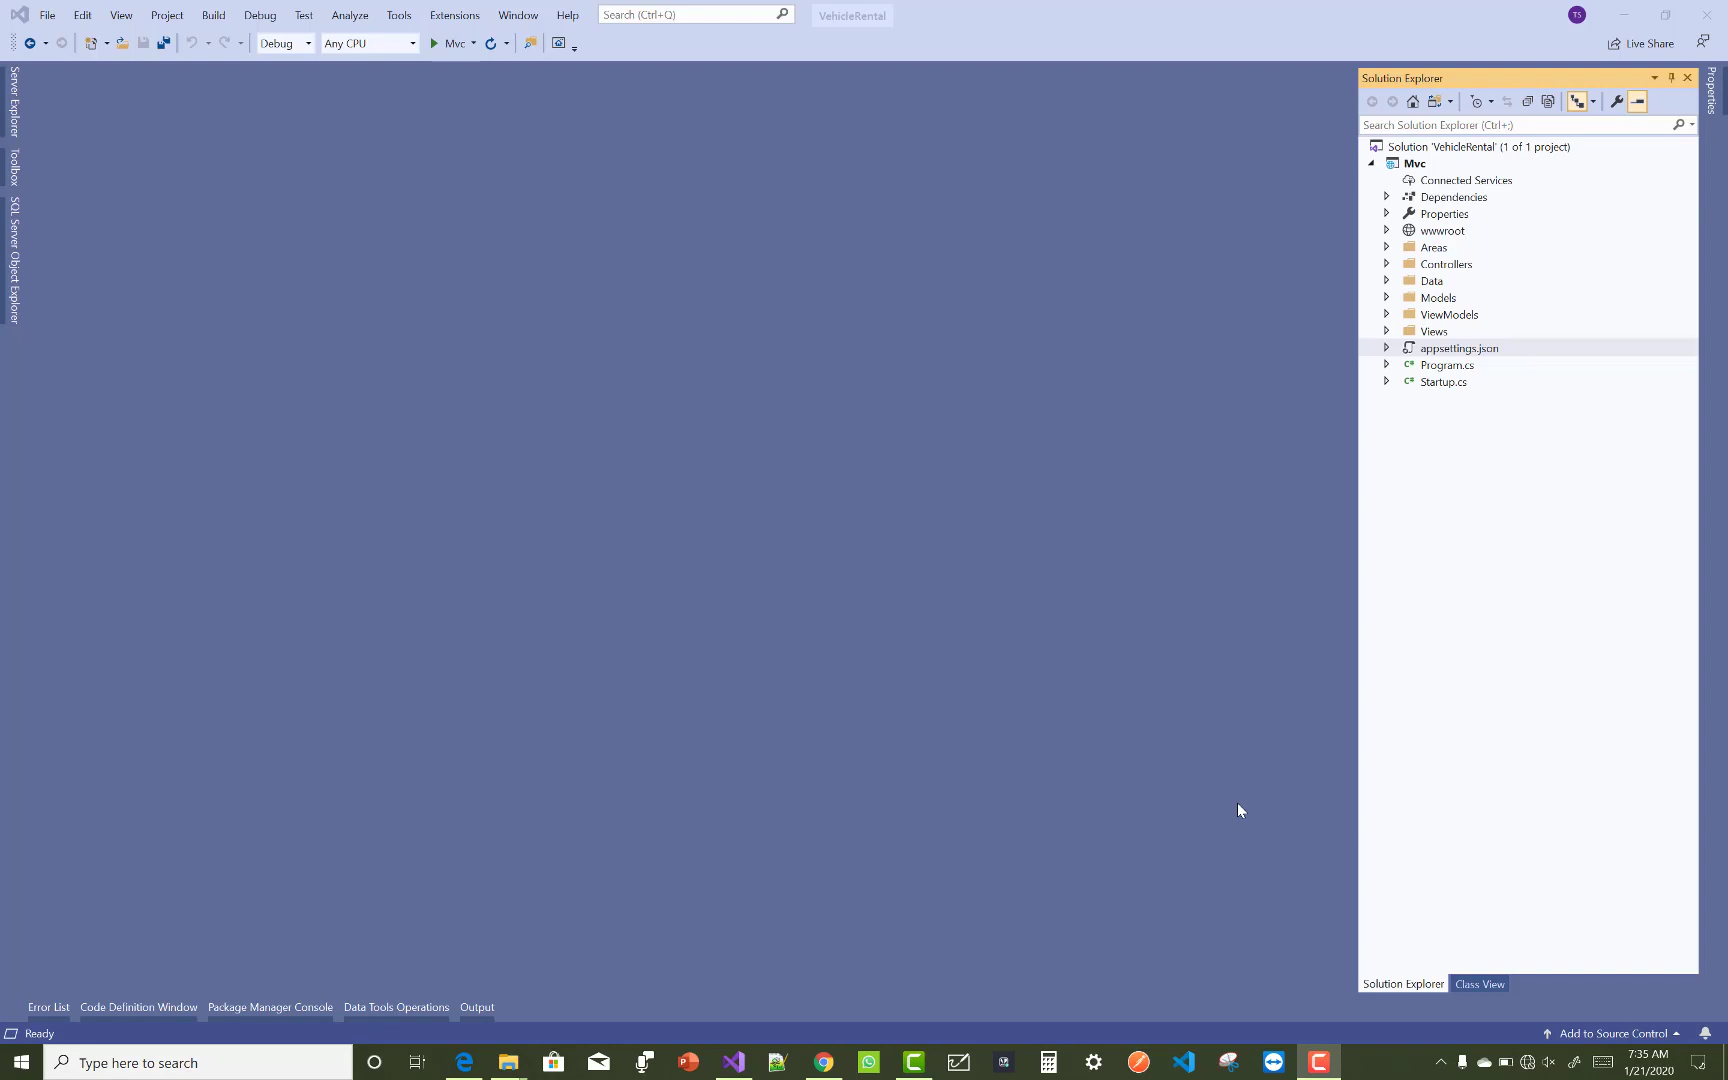 File Edit View Project Build Debug Test Analyze Tools Extensions Window Help Search (Ctrl+Q) VehicleRental TS
Debug Any CPU Mvc Live Share
Server Explorer
Toolbox
SQL Server Object Explorer
Solution Explorer
Properties
Search Solution Explorer (Ctrl+;)
Solution 'VehicleRental' (1 of 1 project)
Mvc
Connected Services
Dependencies
Properties
wwwroot
Areas
Controllers
Data
Models
ViewModels
Views
appsettings.json
C# Program.cs
C# Startup.cs
Solution Explorer Class View
Error List Code Definition Window Package Manager Console Data Tools Operations Output
Ready Add to Source Control
Type here to search
7:35 AM
1/21/2020